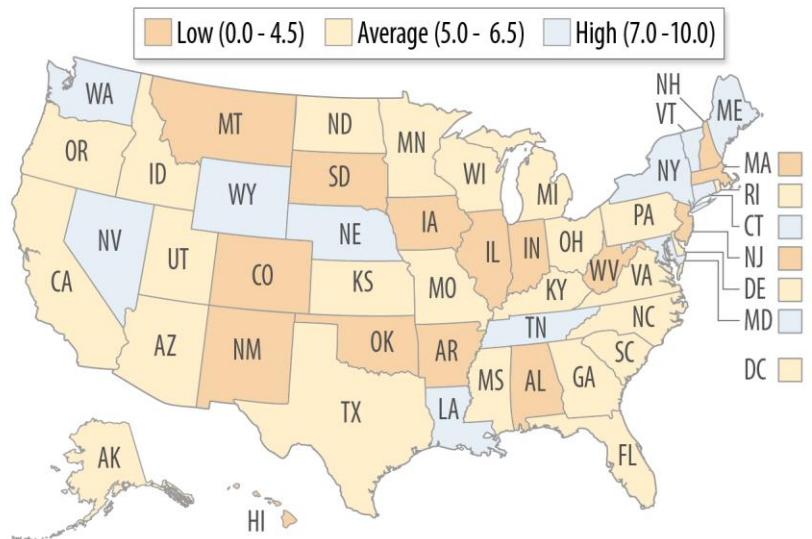 Low (0.0 - 4.5) Average (5.0 - 6.5) High (7.0 -10.0)
NH
WA VT ME
MT ND
MN
OR MA
ID SD WI NY
WY MI RI
IA PA CT
NV NE
IL IN OH NJ
UT
CA CO WV VA DE
KS MO KY
MD
NC
TN
AZ OK
NM AR SC DC
MS AL GA
LA
TX
AK FL
HI